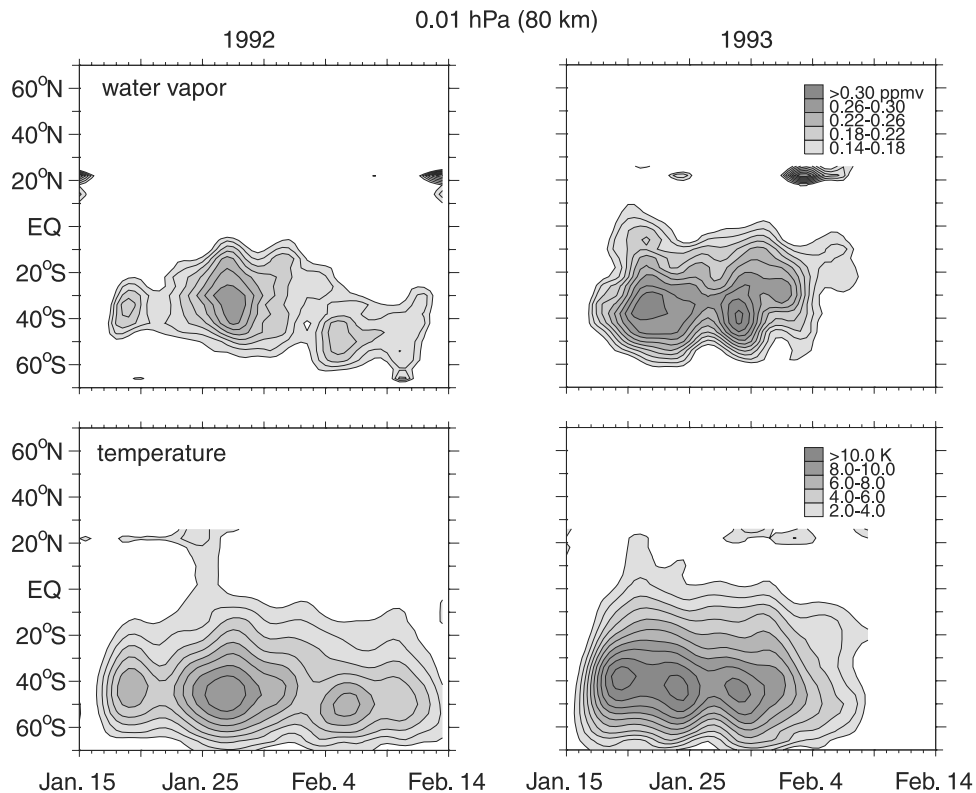 0.01 hPa (80 km)
1992
1993
water vapor
60°N
40°N
20°N
EQ
20°S
40°S
60°S
>0.30 ppmv
0.26-0.30
0.22-0.26
0.18-0.22
0.14-0.18
temperature
60°N
40°N
20°N
EQ
20°S
40°S
60°S
>10.0 K
8.0-10.0
6.0-8.0
4.0-6.0
2.0-4.0
Jan. 15 Jan. 25 Feb. 4 Feb. 14
Jan. 15 Jan. 25 Feb. 4 Feb. 14